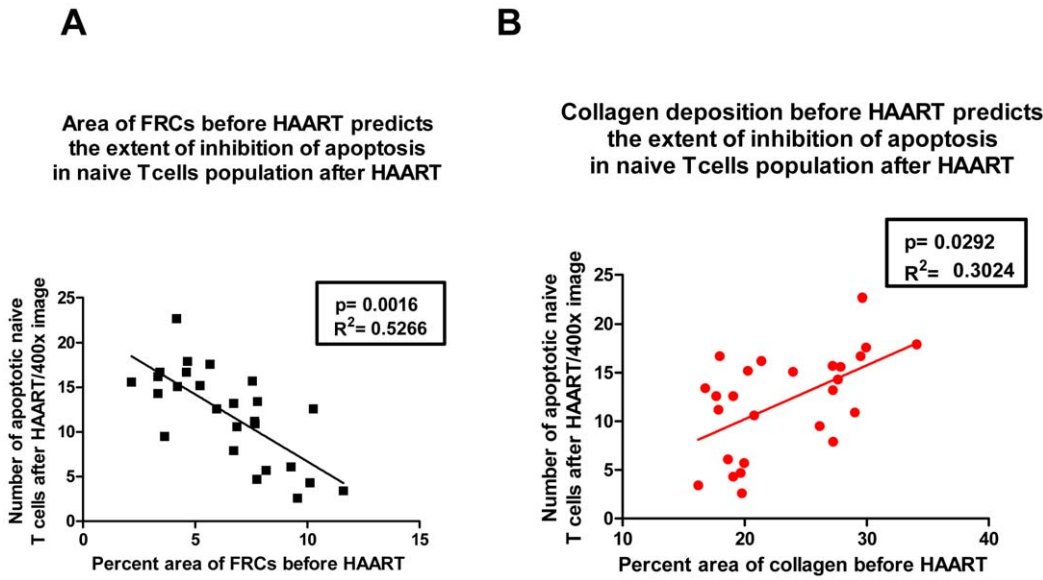 A
Area of FRCs before HAART predicts
the extent of inhibition of apoptosis
in naive Tcells population after HAART
p= 0.0016
R2= 0.5266
Number of apoptotic naive
T cells after HAART/400x image
25
20
15
10
5
0
0
5
10
15
Percent area of FRCs before HAART
B
Collagen deposition before HAART predicts
the extent of inhibition of apoptosis
in naive Tcells population after HAART
p= 0.0292
R2= 0.3024
Number of apoptotic naive
T cells after HAART/400x image
25
20
15
10
5
0
10
20
30
40
Percent area of collagen before HAART